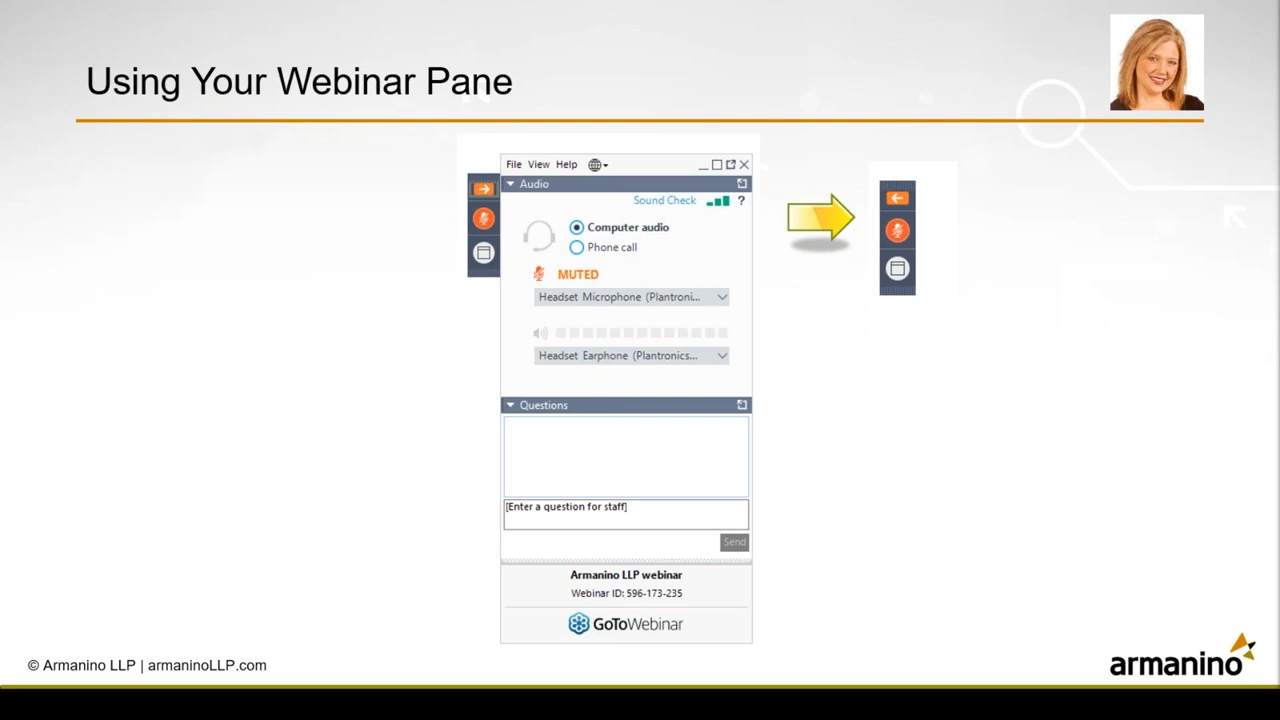 Using Your Webinar Pane
File View Help
Audio
Sound Check ?
Computer audio
Phone call
MUTED
Headset Microphone (Plantroni...
Headset Earphone (Plantronics...
Questions
[Enter a question for staff]
Send
Armanino LLP webinar
Webinar ID: 596-173-235
GoToWebinar
© Armanino LLP | armaninoLLP.com
armanino